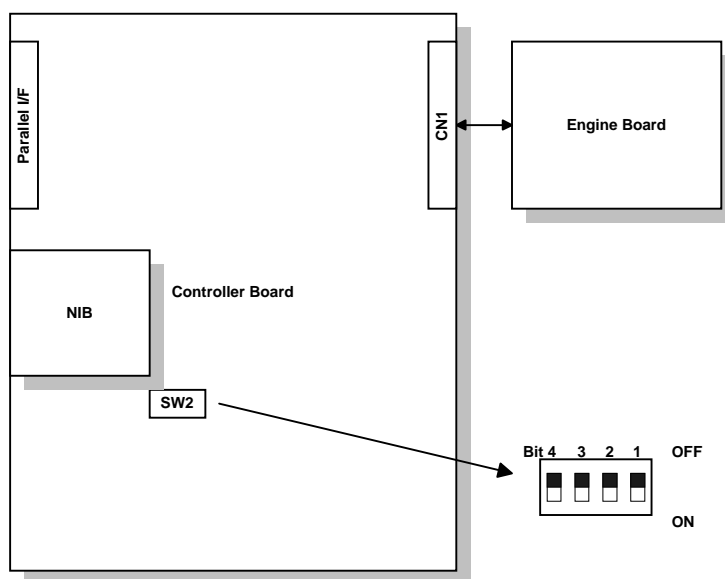 Parallel I/F
CN1
Engine Board
NIB
Controller Board
SW2
Bit 4 3 2 1 OFF
ON